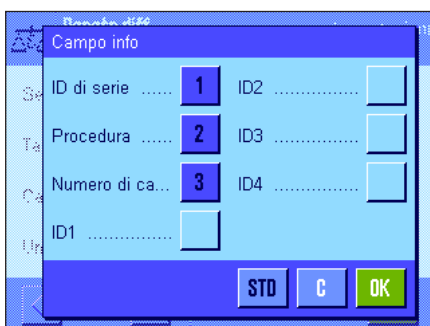 Campo info
ID di serie ...... 1
ID2 ................
Procedura ...... 2
ID3 ................
Numero di ca... 3
ID4 ................
ID1 ................
STD C OK